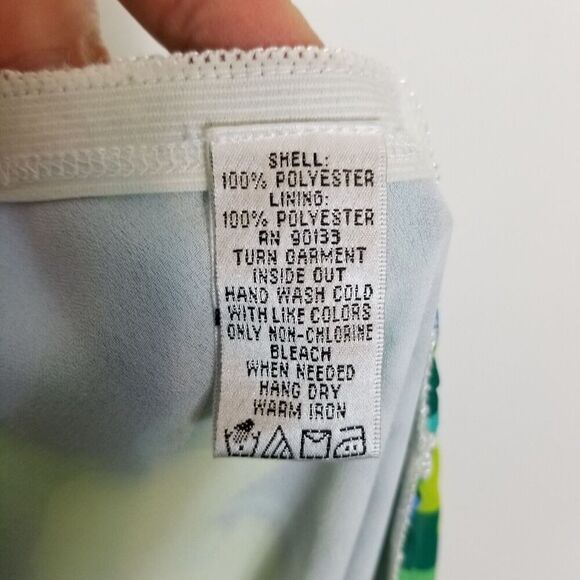 SHELL:
100% POLYESTER
LINING:
100% POLYESTER
RN 90133
TURN GARMENT
INSIDE OUT
HAND WASH COLD
WITH LIKE COLORS
ONLY NON-CHLORINE
BLEACH
WHEN NEEDED
HANG DRY
WARM IRON